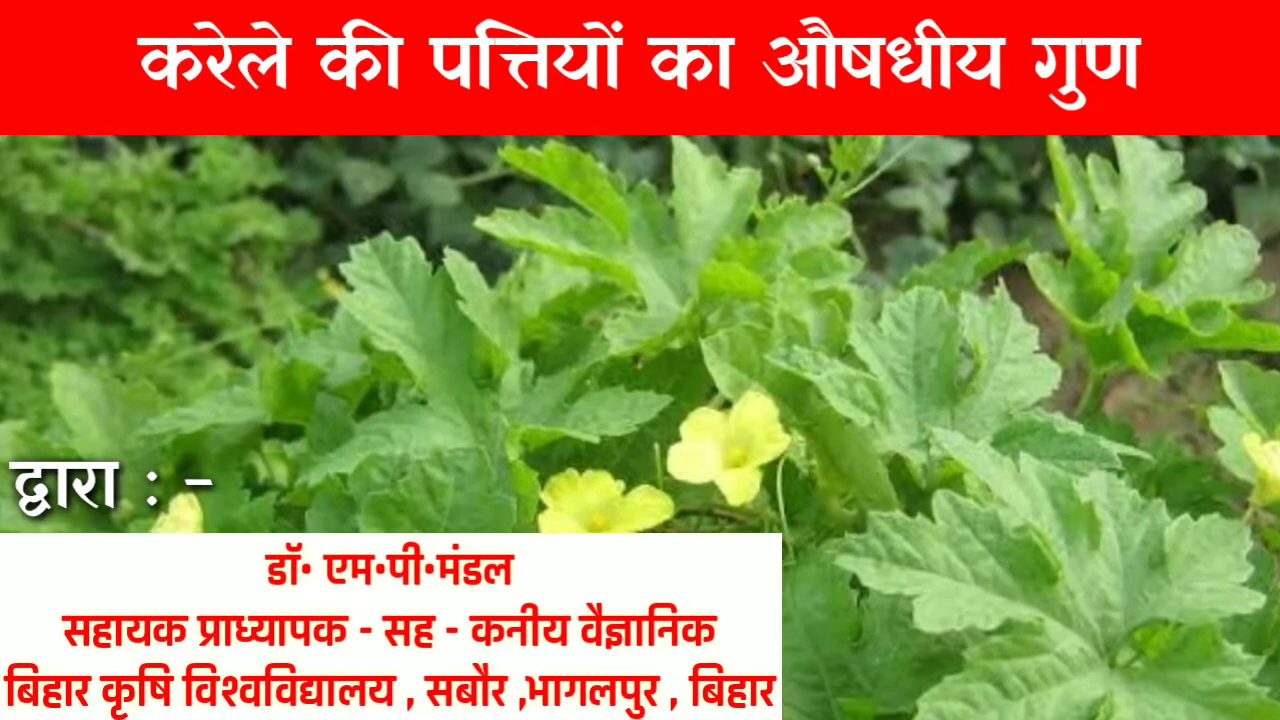 करेले की पत्तियों का औषधीय गुण
द्वारा : -
डॉ• एम•पी•मंडल
सहायक प्राध्यापक - सह - कनीय वैज्ञानिक
बिहार कृषि विश्वविद्यालय , सबौर ,भागलपुर , बिहार